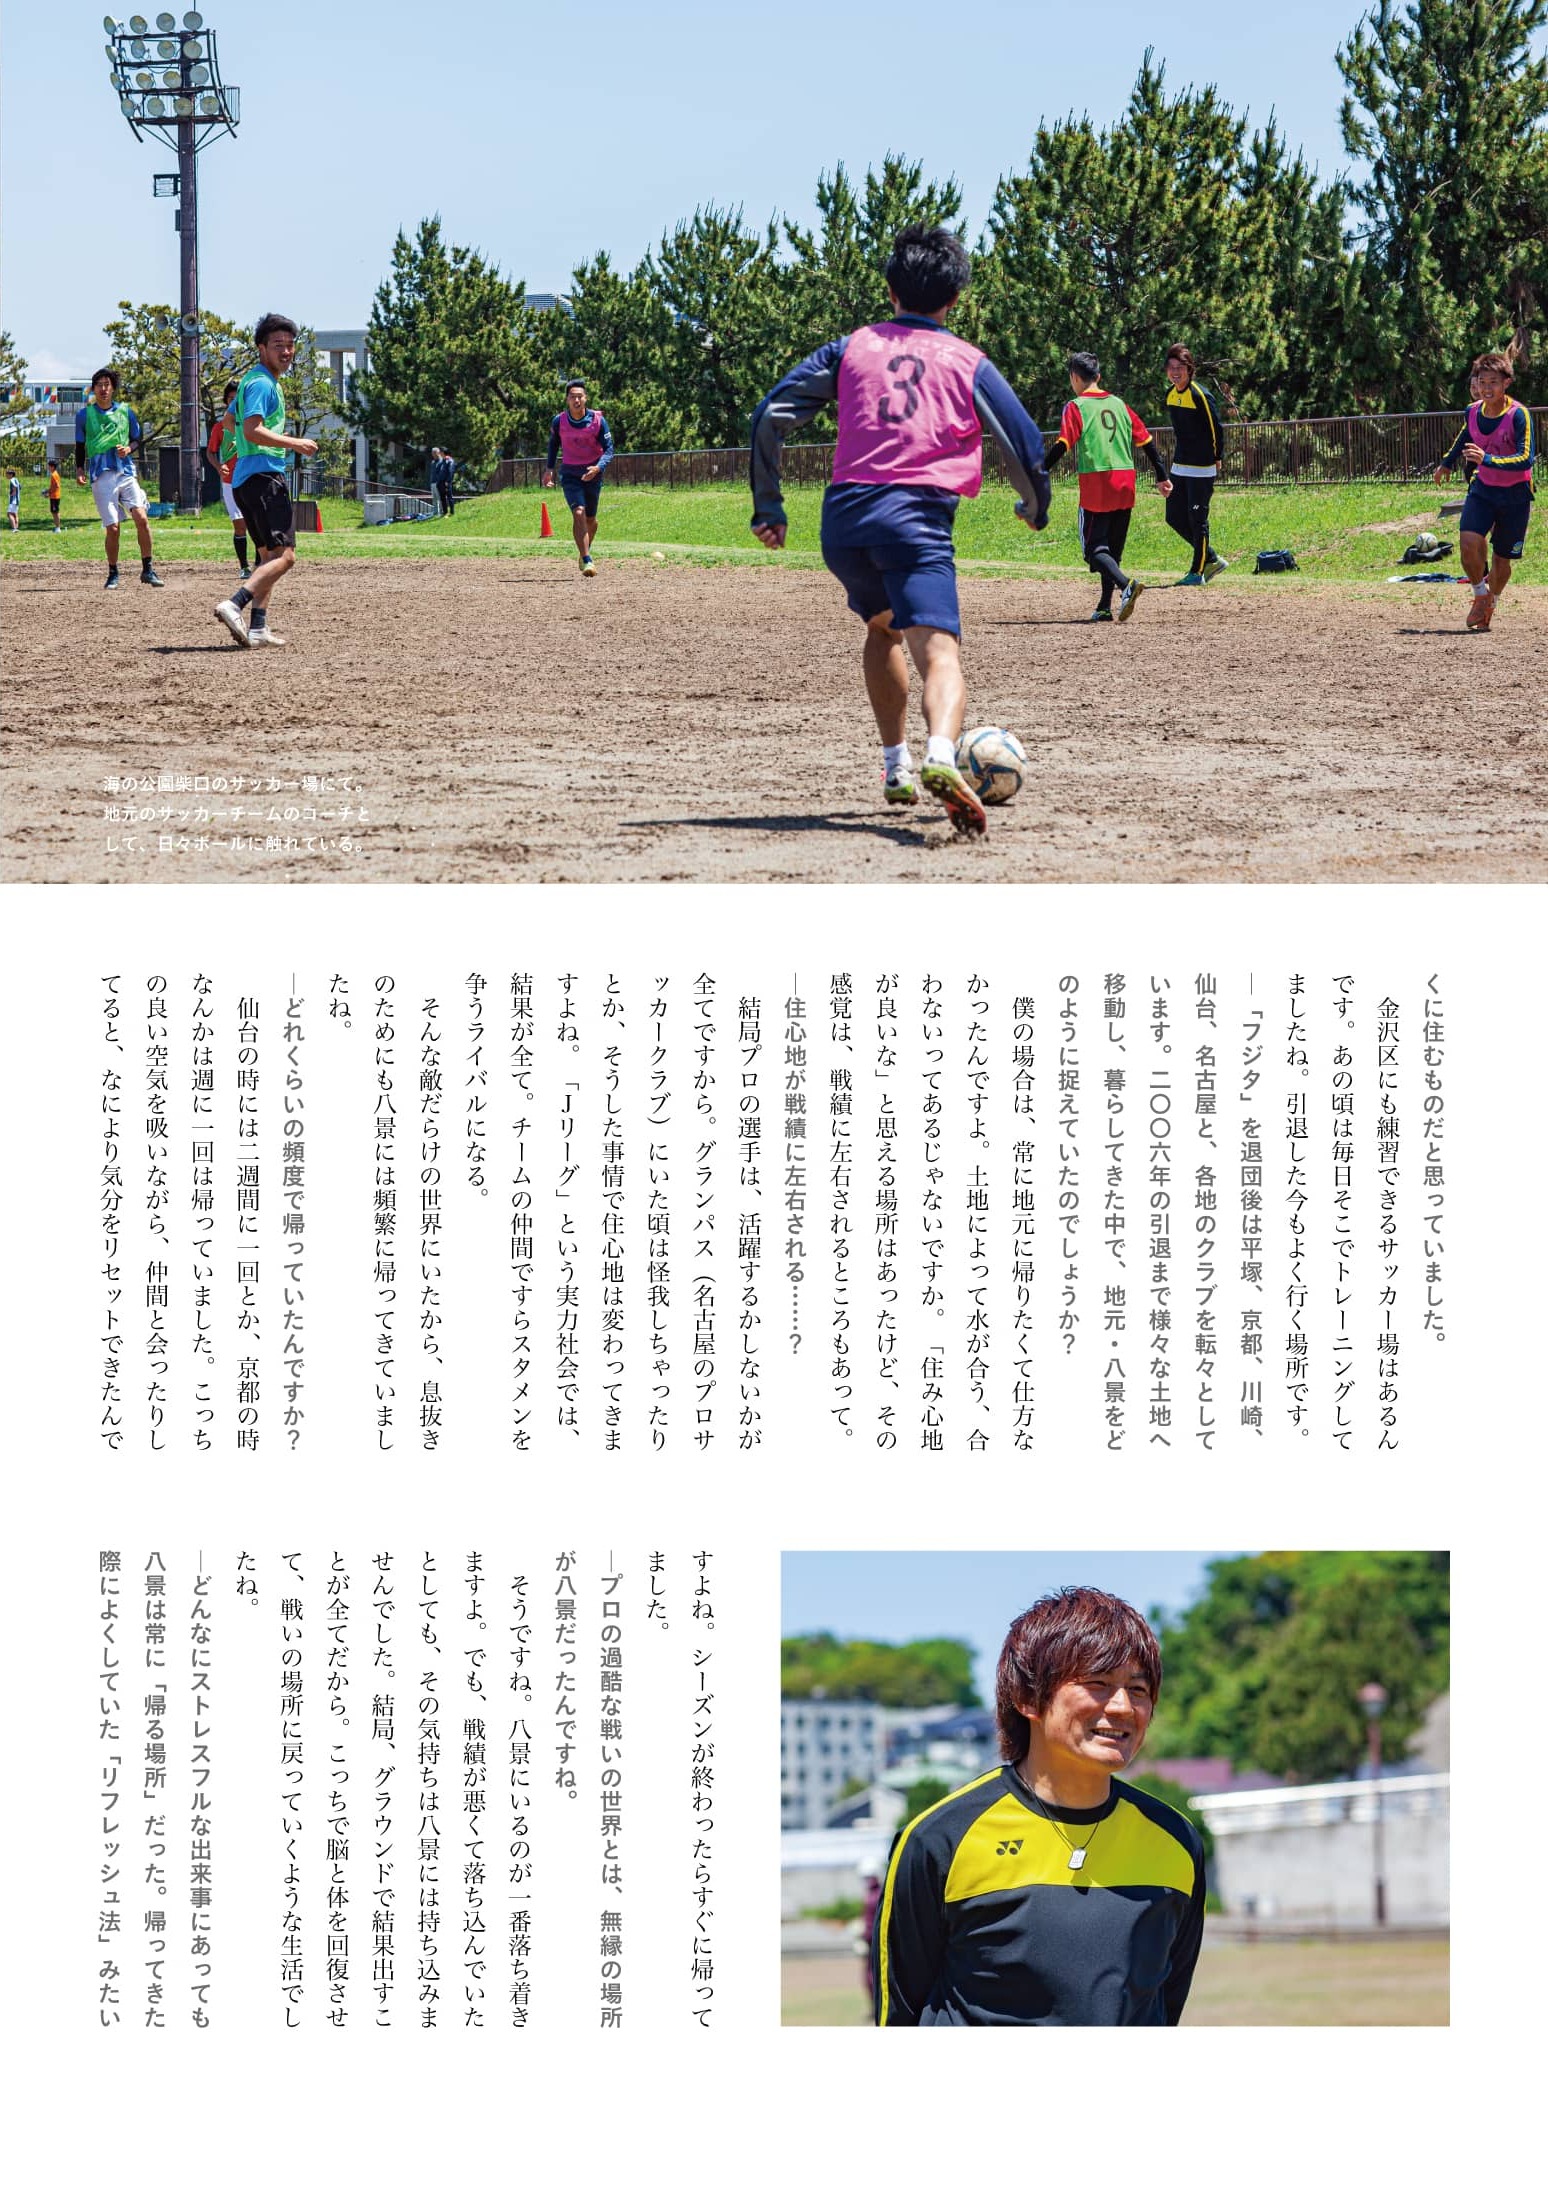 海の公園柴口のサッカー場にて。
地元のサッカーチームのコーチと
して、日々ボールに触れている。
3
9
くに住むものだと思っていました。
金沢区にも練習できるサッカー場はあるん
です。あの頃は毎日そこでトレーニングして
ましたね。引退した今もよく行く場所です。
―「フジタ」を退団後は平塚、京都、川崎、
仙台、名古屋と、各地のクラブを転々として
います。二〇〇六年の引退まで様々な土地へ
移動し、暮らしてきた中で、地元・八景をど
のように捉えていたのでしょうか？
僕の場合は、常に地元に帰りたくて仕方な
かったんですよ。土地によって水が合う、合
わないってあるじゃないですか。「住み心地
が良いな」と思える場所はあったけど、その
感覚は、戦績に左右されるところもあって。
―住心地が戦績に左右される……？
結局プロの選手は、活躍するかしないかが
全てですから。グランパス（名古屋のプロサ
ッカークラブ）にいた頃は怪我しちゃったり
とか、そうした事情で住心地は変わってきま
すよね。「Jリーグ」という実力社会では、
結果が全て。チームの仲間ですらスタメンを
争うライバルになる。
そんな敵だらけの世界にいたから、息抜き
のためにも八景には頻繁に帰ってきていまし
たね。
―どれくらいの頻度で帰っていたんですか？
仙台の時には二週間に一回とか、京都の時
なんかは週に一回は帰っていました。こっち
の良い空気を吸いながら、仲間と会ったりし
てると、なにより気分をリセットできたんで
すよね。シーズンが終わったらすぐに帰って
ました。
―プロの過酷な戦いの世界とは、無縁の場所
が八景だったんですね。
そうですね。八景にいるのが一番落ち着き
ますよ。でも、戦績が悪くて落ち込んでいた
としても、その気持ちは八景には持ち込みま
せんでした。結局、グラウンドで結果出すこ
とが全てだから。こっちで脳と体を回復させ
て、戦いの場所に戻っていくような生活でし
たね。
―どんなにストレスフルな出来事にあっても
八景は常に「帰る場所」だった。帰ってきた
際によくしていた「リフレッシュ法」みたい